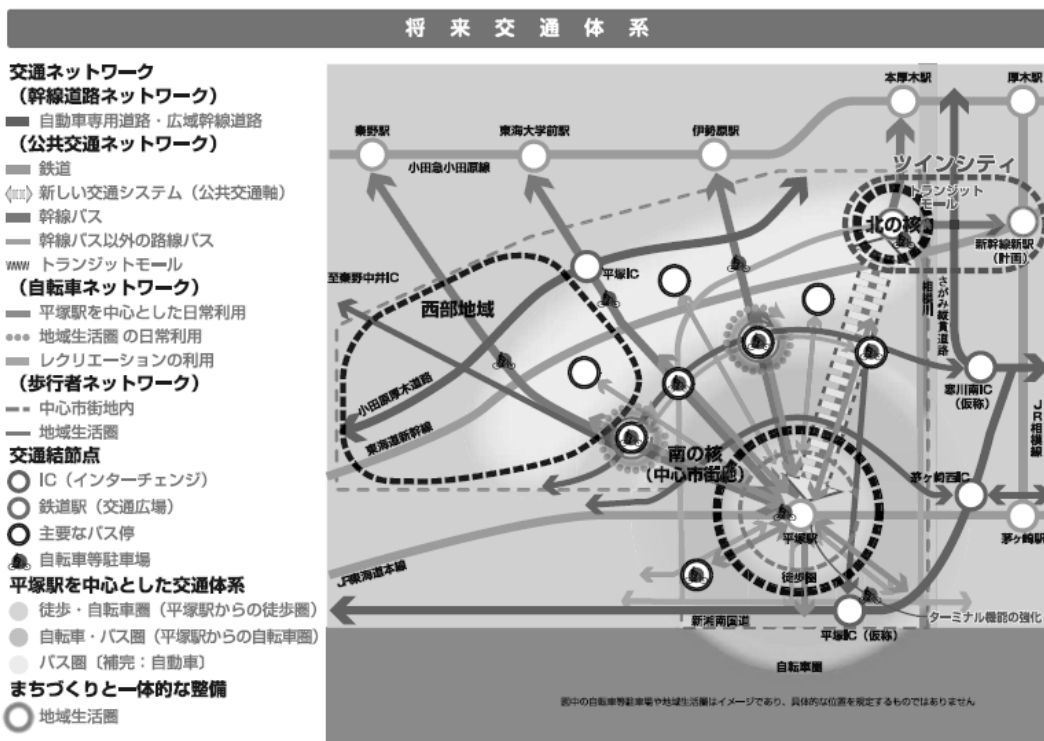 将来交通体系
交通ネットワーク
(幹線道路ネットワーク)
自動車専用道路・広域幹線道路
(公共交通ネットワーク)
鉄道
新しい交通システム(公共交通軸)
幹線バス
幹線バス以外の路線バス
トランジットモール
(自転車ネットワーク)
平塚駅を中心とした日常利用
地域生活圏の日常利用
レクリエーションの利用
(歩行者ネットワーク)
中心市街地内
地域生活圏
交通結節点
IC(インターチェンジ)
鉄道駅(交通広場)
主要なバス停
自転車等駐車場
平塚駅を中心とした交通体系
徒歩・自転車圏(平塚駅からの徒歩圏)
自転車・バス圏(平塚駅からの自転車圏)
バス圏〔補完:自動車〕
まちづくりと一体的な整備
地域生活圏
本厚木駅
厚木駅
秦野駅
東海大学前駅
伊勢原駅
小田急小田原線
ツインシティ
トランジット
モール
北の核
新幹線新駅
(計画)
至秦野中井IC
平塚IC
西部地域
相模川
さがみ縦貫道路
小田原厚木道路
東海道新幹線
寒川南IC
(仮称)
JR相模線
南の核
(中心市街地)
茅ヶ崎西IC
平塚駅
茅ヶ崎駅
JR東海道本線
徒歩圏
新湘南国道
平塚IC(仮称)
ターミナル機能の強化
自転車圏
図中の自転車等駐車場や地域生活圏はイメージであり、具体的な位置を規定するものではありません